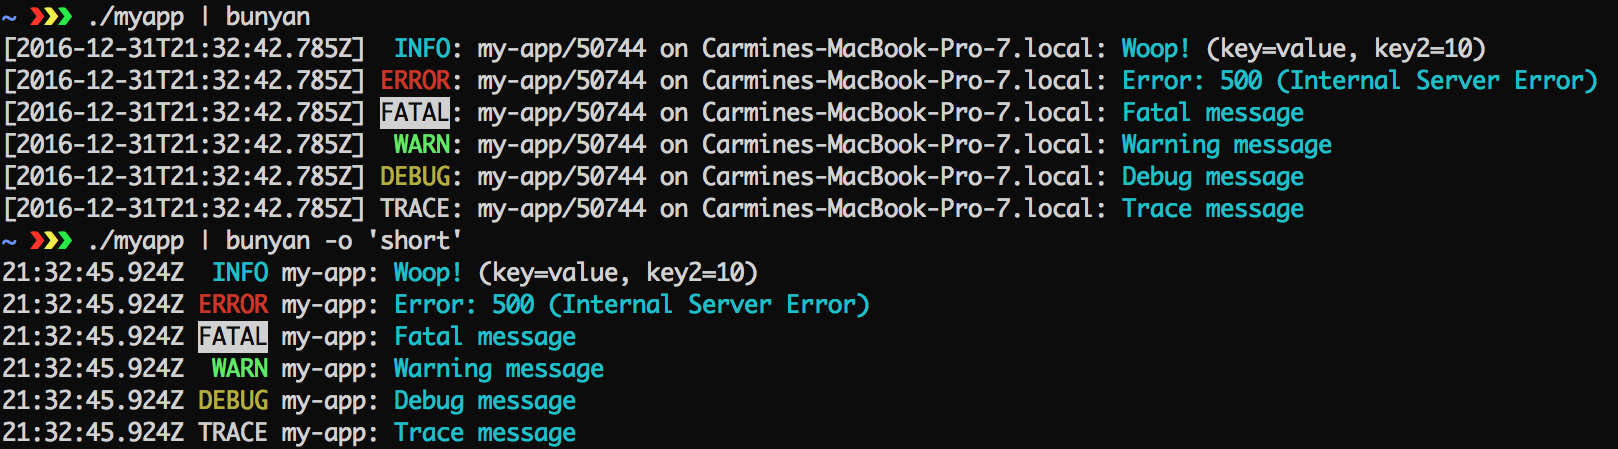 ~ ❯❯❯ ./myapp | bunyan
[2016-12-31T21:32:42.785Z]  INFO: my-app/50744 on Carmines-MacBook-Pro-7.local: Woop! (key=value, key2=10)
[2016-12-31T21:32:42.785Z] ERROR: my-app/50744 on Carmines-MacBook-Pro-7.local: Error: 500 (Internal Server Error)
[2016-12-31T21:32:42.785Z] FATAL: my-app/50744 on Carmines-MacBook-Pro-7.local: Fatal message
[2016-12-31T21:32:42.785Z]  WARN: my-app/50744 on Carmines-MacBook-Pro-7.local: Warning message
[2016-12-31T21:32:42.785Z] DEBUG: my-app/50744 on Carmines-MacBook-Pro-7.local: Debug message
[2016-12-31T21:32:42.785Z] TRACE: my-app/50744 on Carmines-MacBook-Pro-7.local: Trace message
~ ❯❯❯ ./myapp | bunyan -o 'short'
21:32:45.924Z  INFO my-app: Woop! (key=value, key2=10)
21:32:45.924Z ERROR my-app: Error: 500 (Internal Server Error)
21:32:45.924Z FATAL my-app: Fatal message
21:32:45.924Z  WARN my-app: Warning message
21:32:45.924Z DEBUG my-app: Debug message
21:32:45.924Z TRACE my-app: Trace message